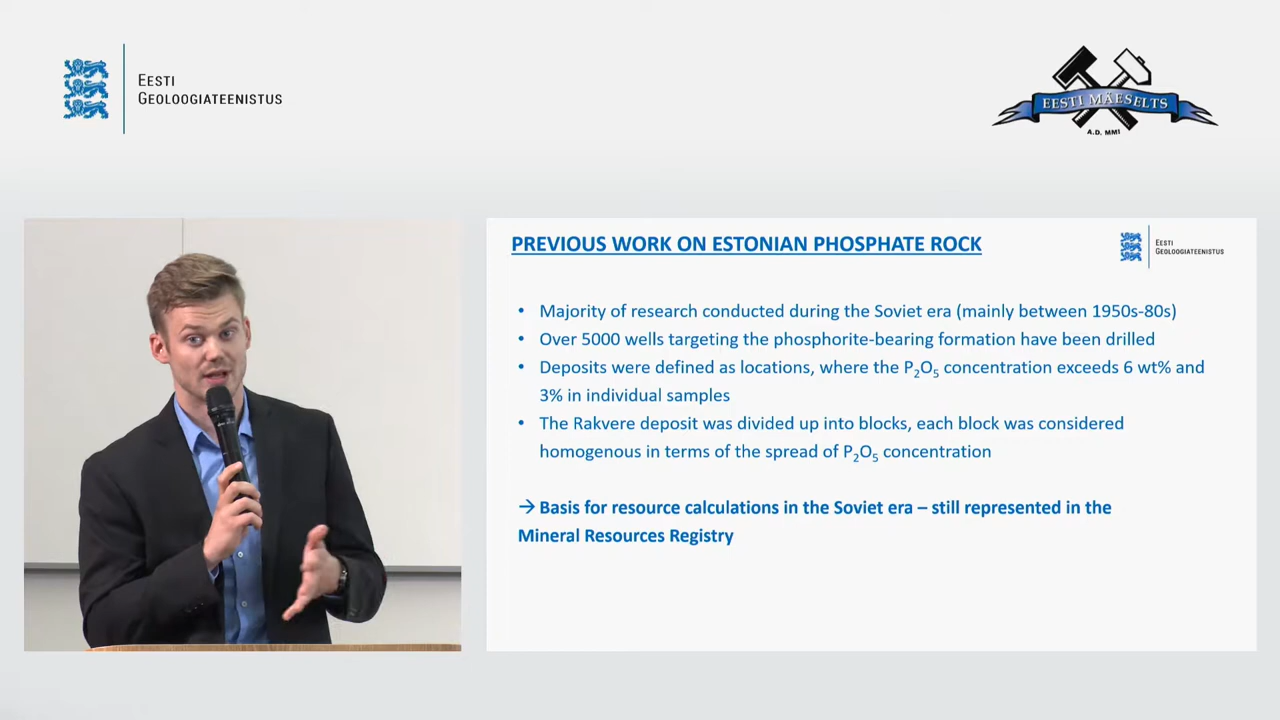 EESTI
GEOLOOGIATEENISTUS
EESTI MÄESELTS
A.D. MMI
PREVIOUS WORK ON ESTONIAN PHOSPHATE ROCK
EESTI
GEOLOOGIATEENISTUS
• Majority of research conducted during the Soviet era (mainly between 1950s-80s)
• Over 5000 wells targeting the phosphorite-bearing formation have been drilled
• Deposits were defined as locations, where the P₂O₅ concentration exceeds 6 wt% and
3% in individual samples
• The Rakvere deposit was divided up into blocks, each block was considered
homogenous in terms of the spread of P₂O₅ concentration
→ Basis for resource calculations in the Soviet era – still represented in the
Mineral Resources Registry